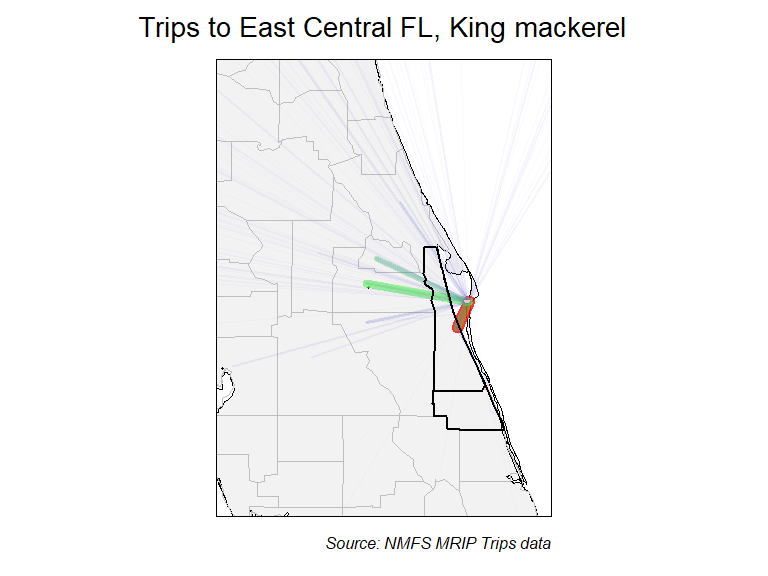 Trips to East Central FL, King mackerel
Source: NMFS MRIP Trips data